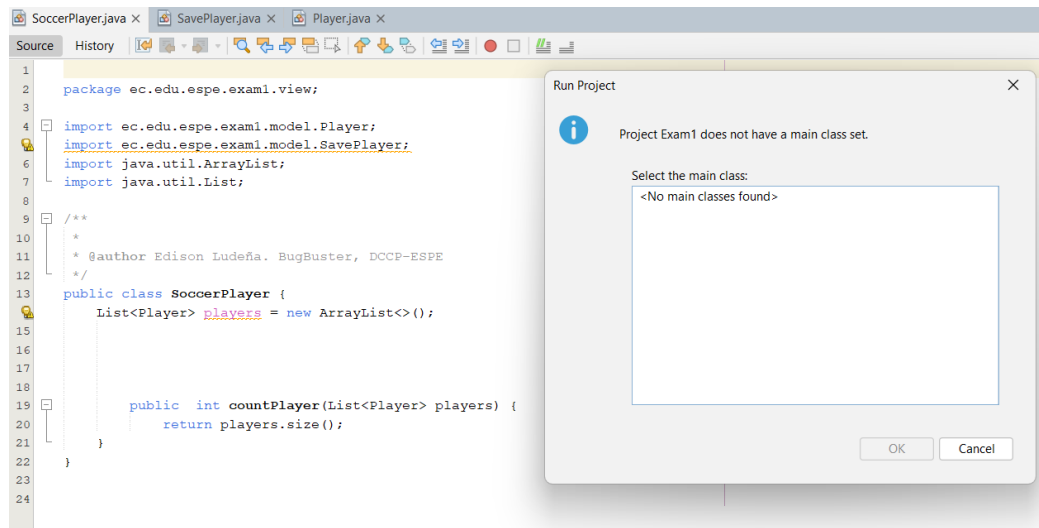 SoccerPlayer.java × SavePlayer.java × Player.java ×
Source History
1
2 package ec.edu.espe.exam1.view;
3
4 import ec.edu.espe.exam1.model.Player;
import ec.edu.espe.exam1.model.SavePlayer;
6 import java.util.ArrayList;
7 import java.util.List;
8
9 /**
10 *
11 * @author Edison Ludeña. BugBuster, DCCP-ESPE
12 */
13 public class SoccerPlayer {
List<Player> players = new ArrayList<>();
15
16
17
18
19 public int countPlayer(List<Player> players) {
20 return players.size();
21 }
22 }
23
24
Run Project
Project Exam1 does not have a main class set.
Select the main class:
<No main classes found>
OK Cancel